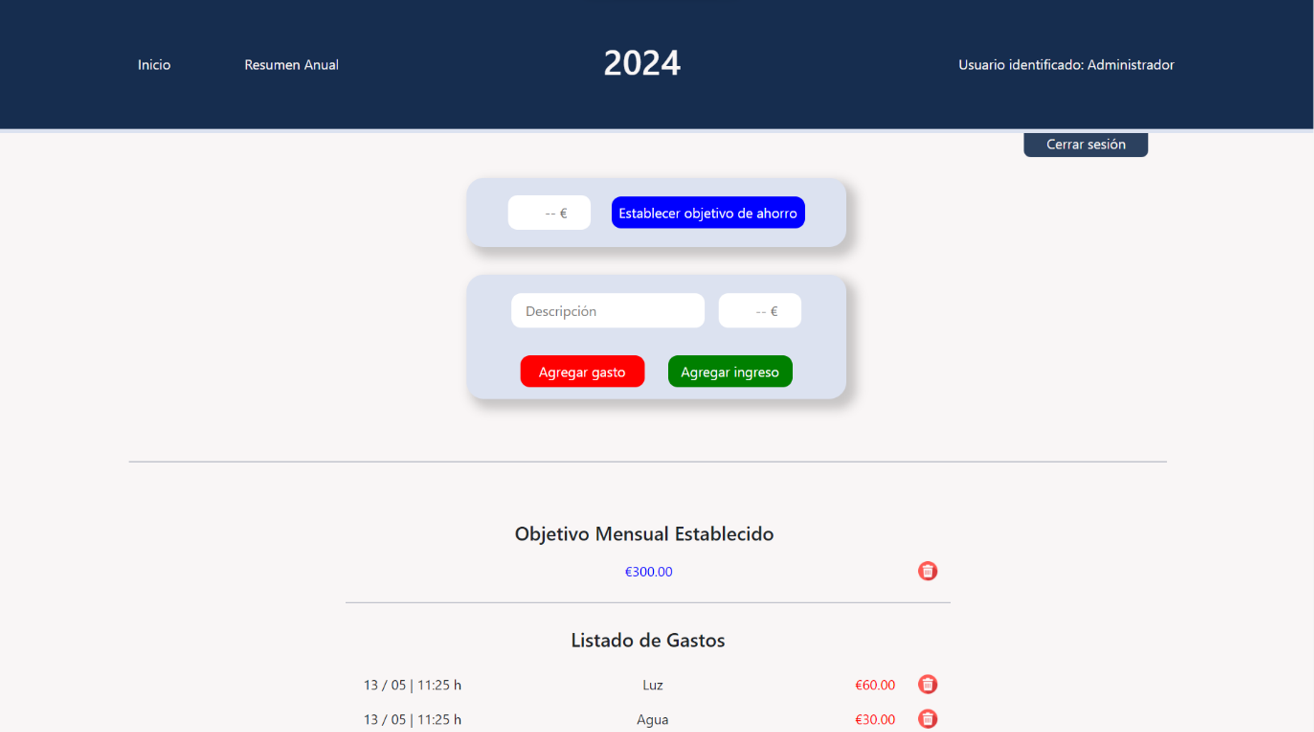 Inicio Resumen Anual 2024 Usuario identificado: Administrador
Cerrar sesión
-- € Establecer objetivo de ahorro
Descripción -- €
Agregar gasto Agregar ingreso
Objetivo Mensual Establecido
€300.00
Listado de Gastos
13 / 05 | 11:25 h Luz €60.00
13 / 05 | 11:25 h Agua €30.00